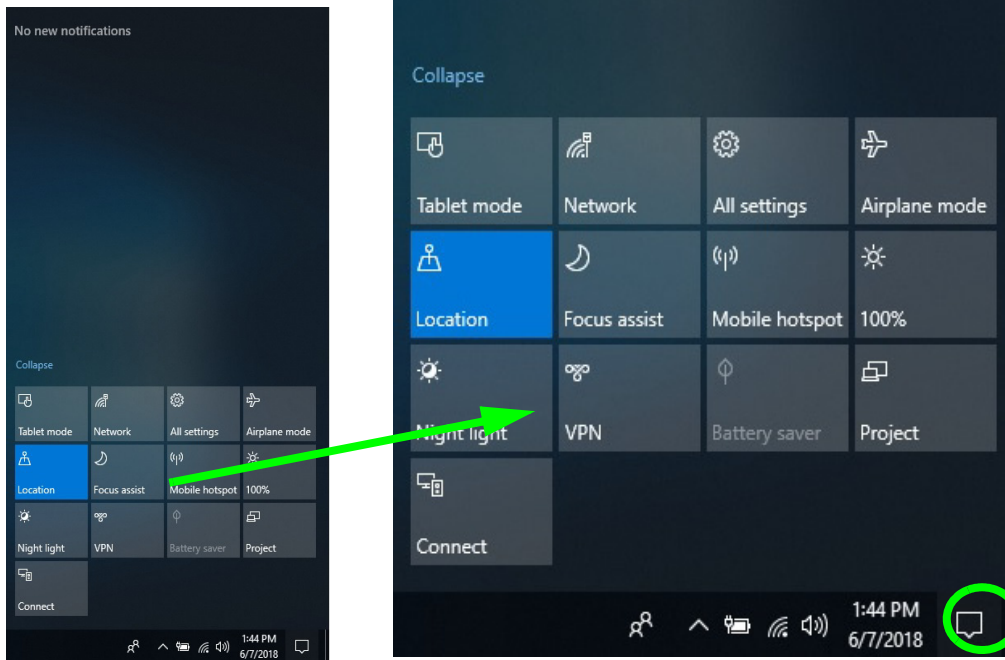 No new notifications
Collapse
Tablet mode Network All settings Airplane mode
Location Focus assist Mobile hotspot 100%
Night light VPN Battery saver Project
Connect
1:44 PM
6/7/2018
Collapse
Tablet mode Network All settings Airplane mode
Location Focus assist Mobile hotspot 100%
Night light VPN Battery saver Project
Connect
1:44 PM
6/7/2018